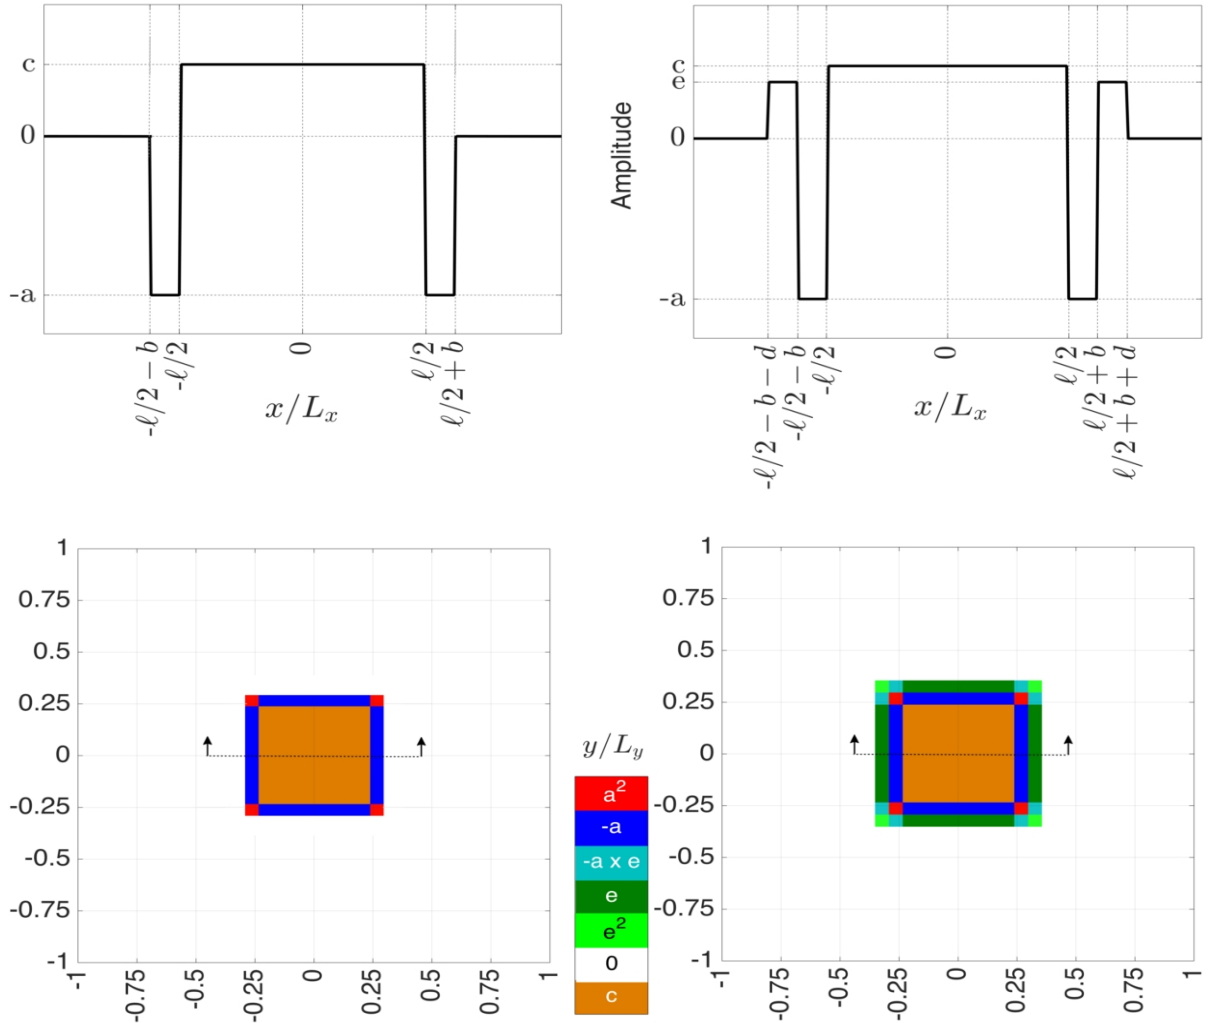 c
0
-a
-ℓ/2 − b
-ℓ/2
0
ℓ/2
ℓ/2 + b
x/Lₓ
Amplitude
c
e
0
-a
-ℓ/2 − b − d
-ℓ/2 − b
-ℓ/2
0
ℓ/2
ℓ/2 + b
ℓ/2 + b + d
x/Lₓ
1
0.75
0.5
0.25
0
-0.25
-0.5
-0.75
-1
-1
-0.75
-0.5
-0.25
0
0.25
0.5
0.75
1
y/L_y
a²
-a
-a x e
e
e²
0
c
1
0.75
0.5
0.25
0
-0.25
-0.5
-0.75
-1
-1
-0.75
-0.5
-0.25
0
0.25
0.5
0.75
1